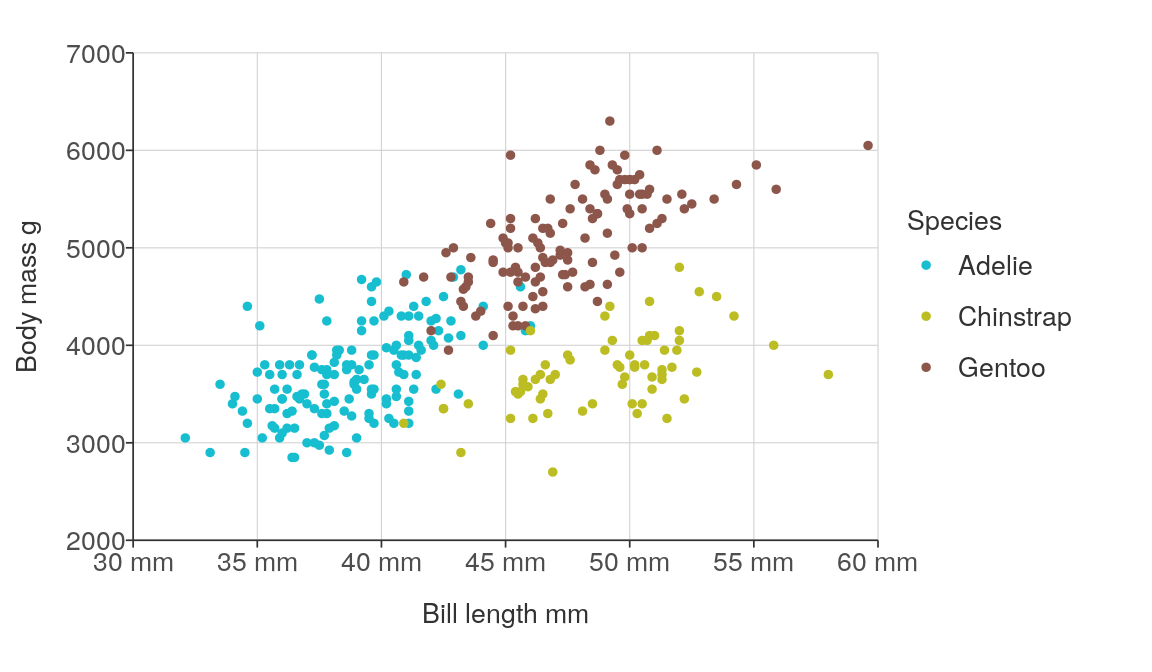 7000
6000
5000
4000
3000
2000
Body mass g
30 mm 35 mm 40 mm 45 mm 50 mm 55 mm 60 mm
Bill length mm
Species
Adelie
Chinstrap
Gentoo